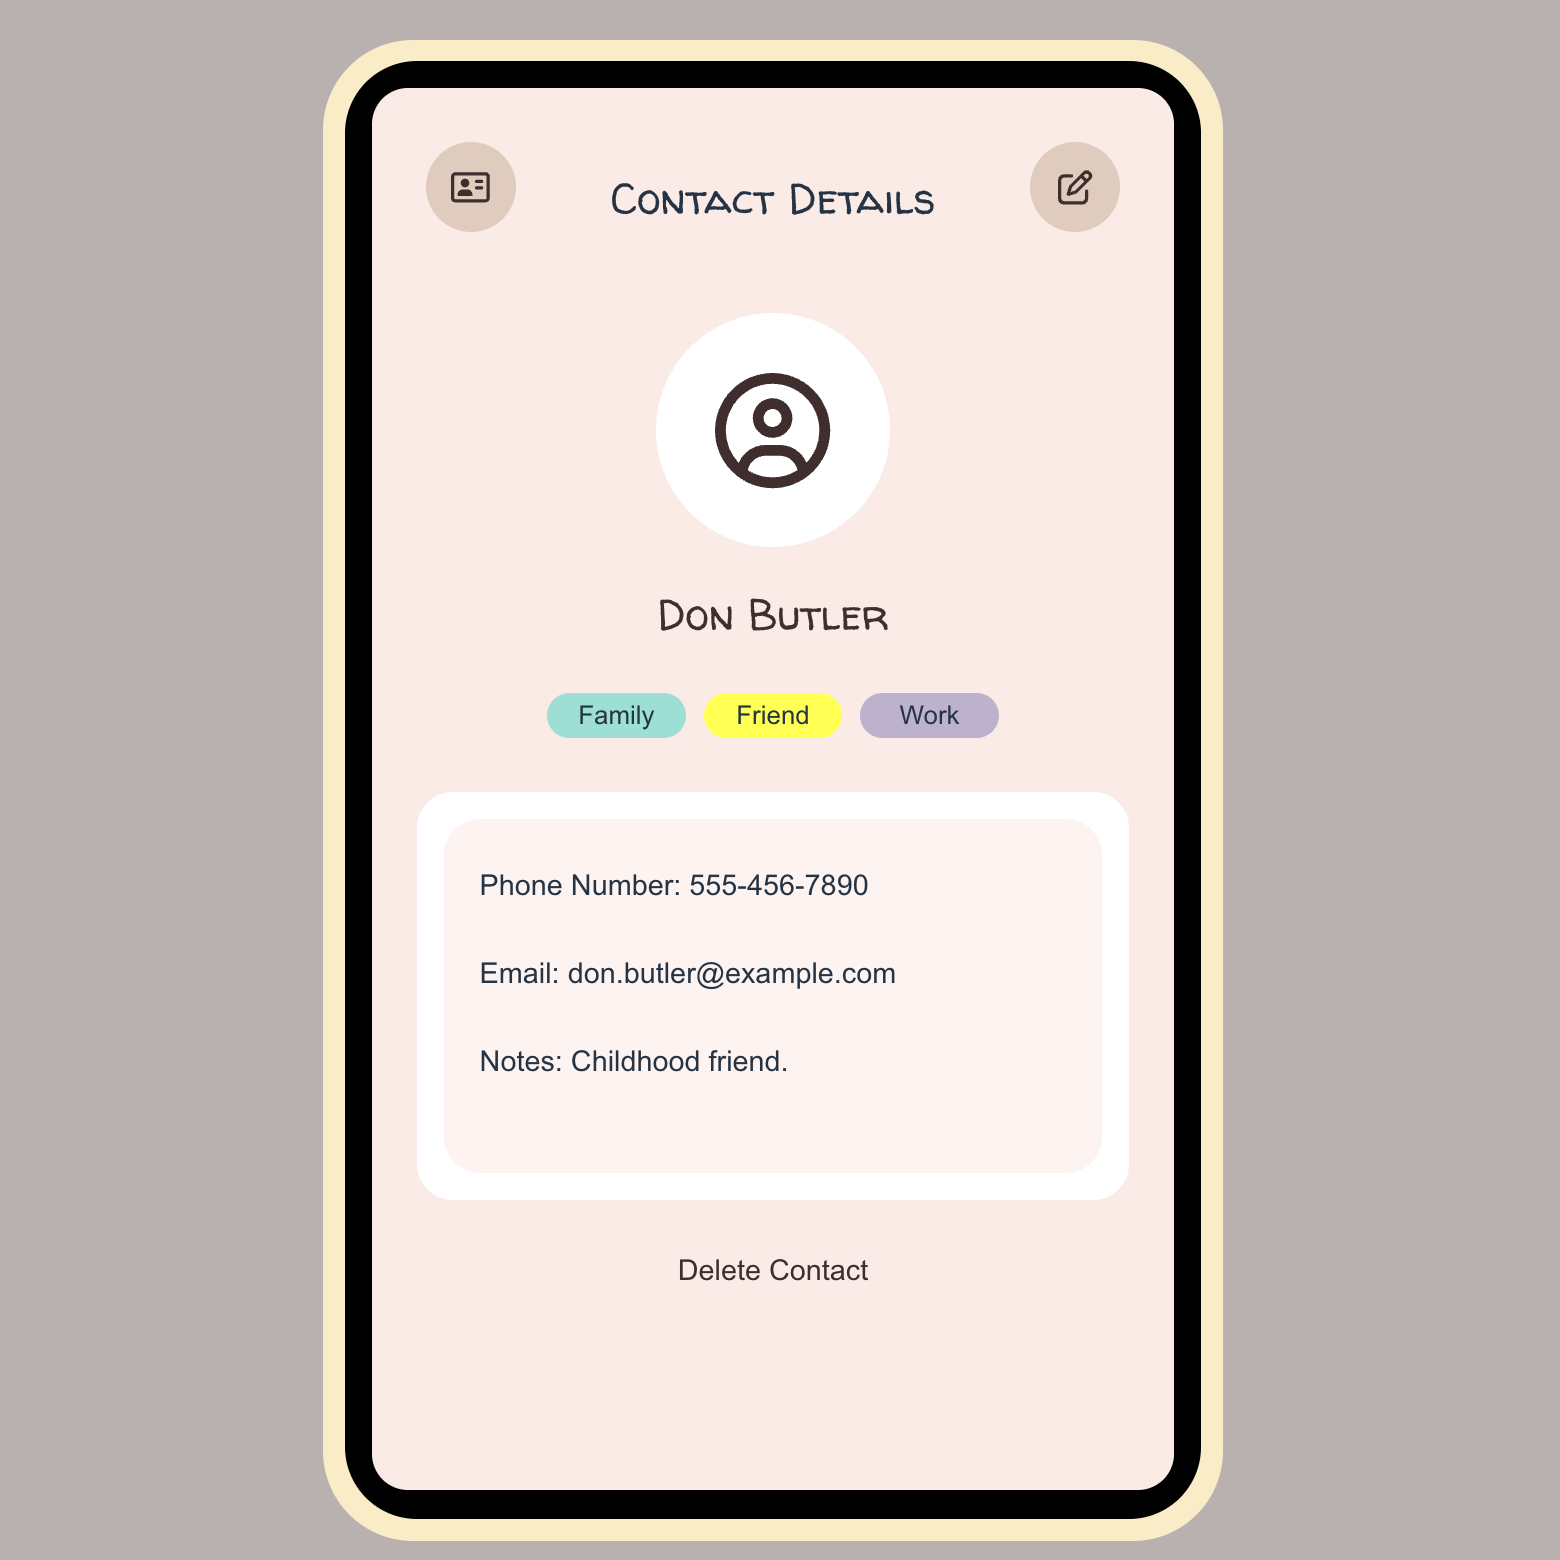 Contact Details
Don Butler
Family Friend Work
Phone Number: 555-456-7890
Email: don.butler@example.com
Notes: Childhood friend.
Delete Contact